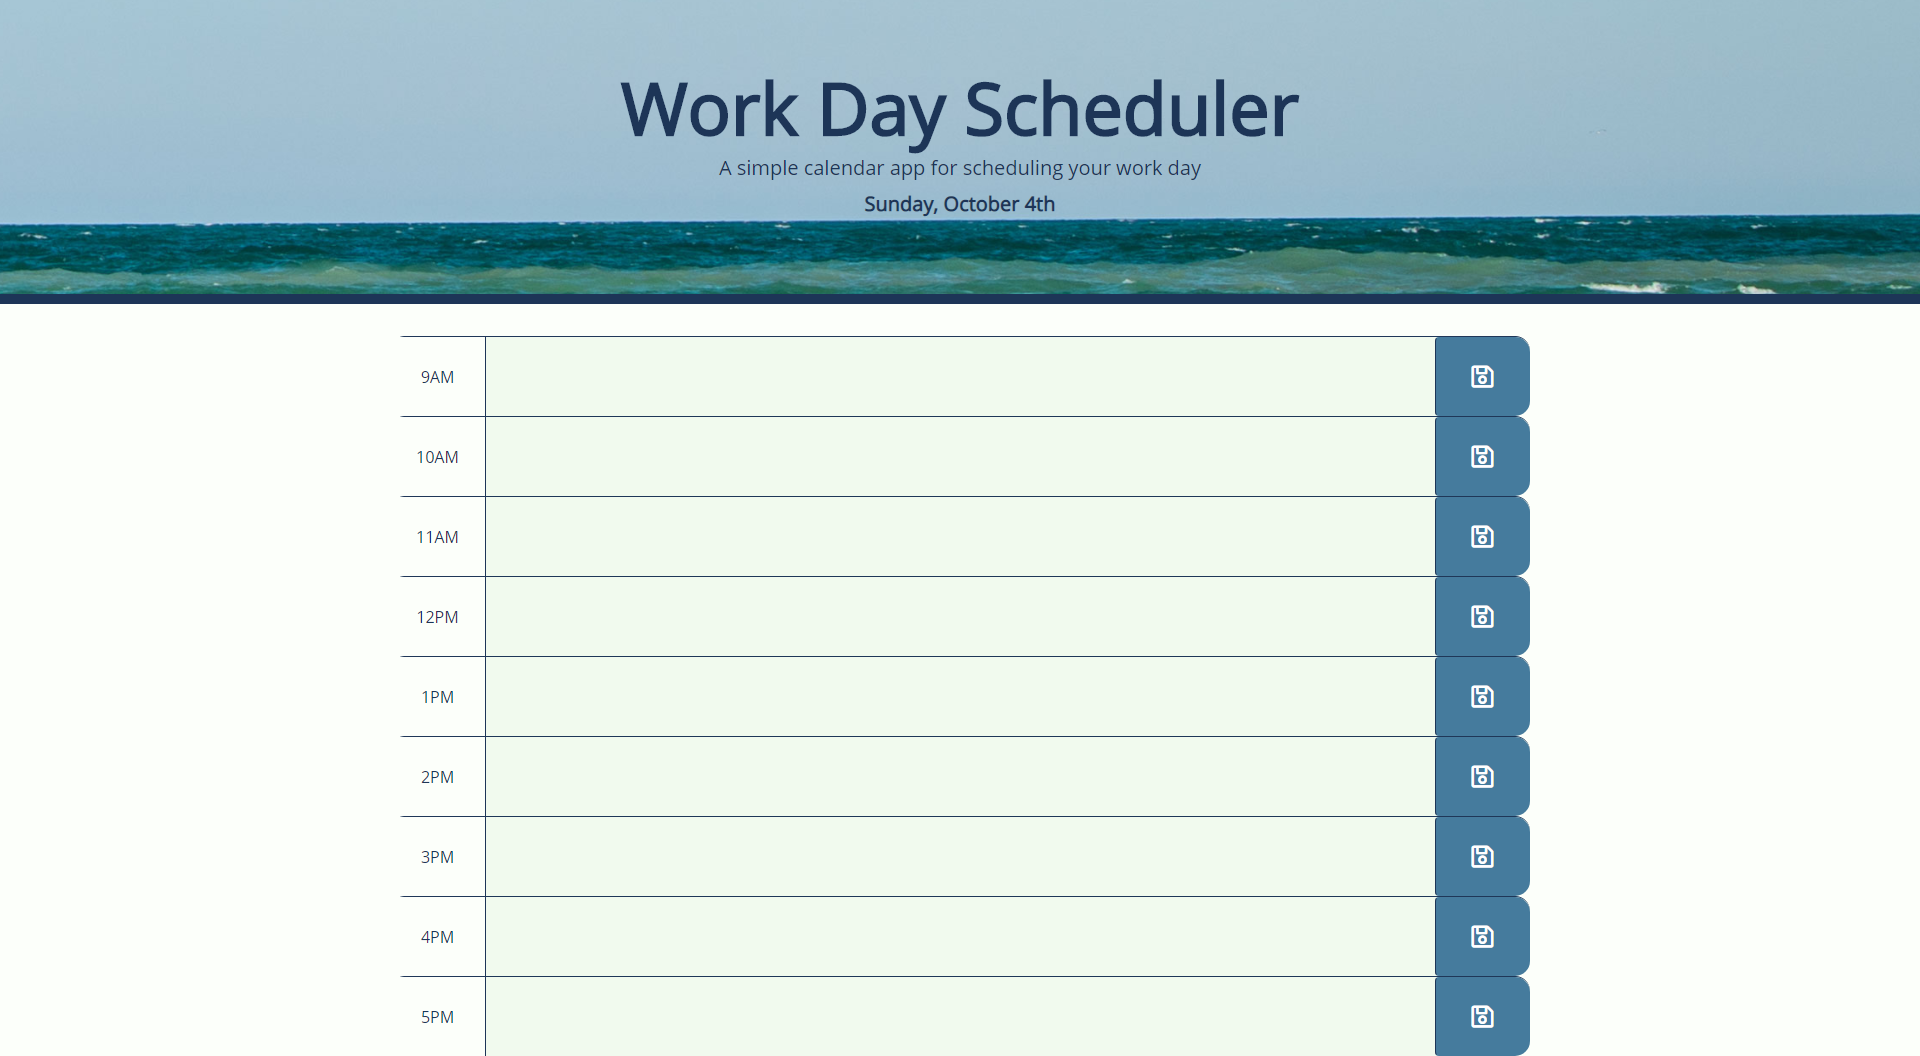 Work Day Scheduler
A simple calendar app for scheduling your work day
Sunday, October 4th
9AM
10AM
11AM
12PM
1PM
2PM
3PM
4PM
5PM